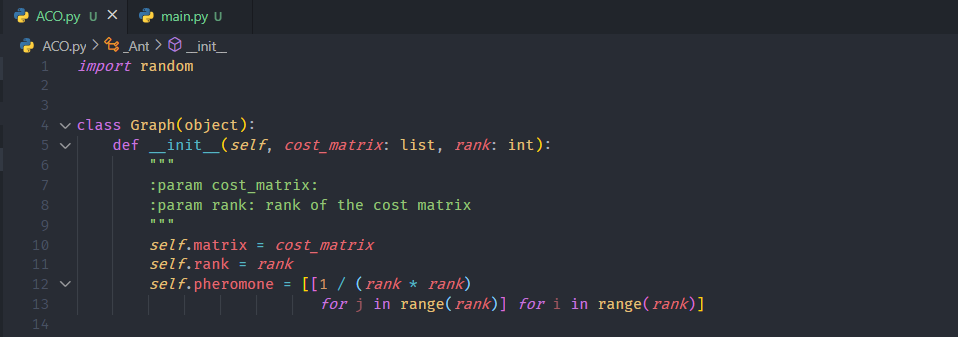 ACO.py U × main.py U
ACO.py > _Ant > __init__
1 import random
2
3
4 class Graph(object):
5 def __init__(self, cost_matrix: list, rank: int):
6 """
7 :param cost_matrix:
8 :param rank: rank of the cost matrix
9 """
10 self.matrix = cost_matrix
11 self.rank = rank
12 self.pheromone = [[1 / (rank * rank)
13 for j in range(rank)] for i in range(rank)]
14